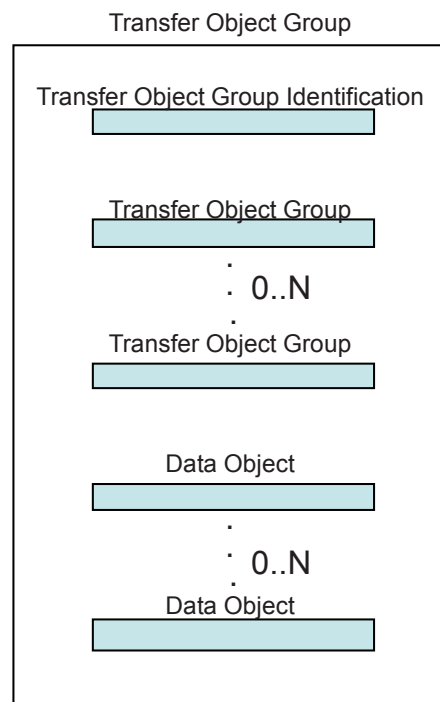 Transfer Object Group
Transfer Object Group Identification
Transfer Object Group
0..N
Transfer Object Group
Data Object
0..N
Data Object